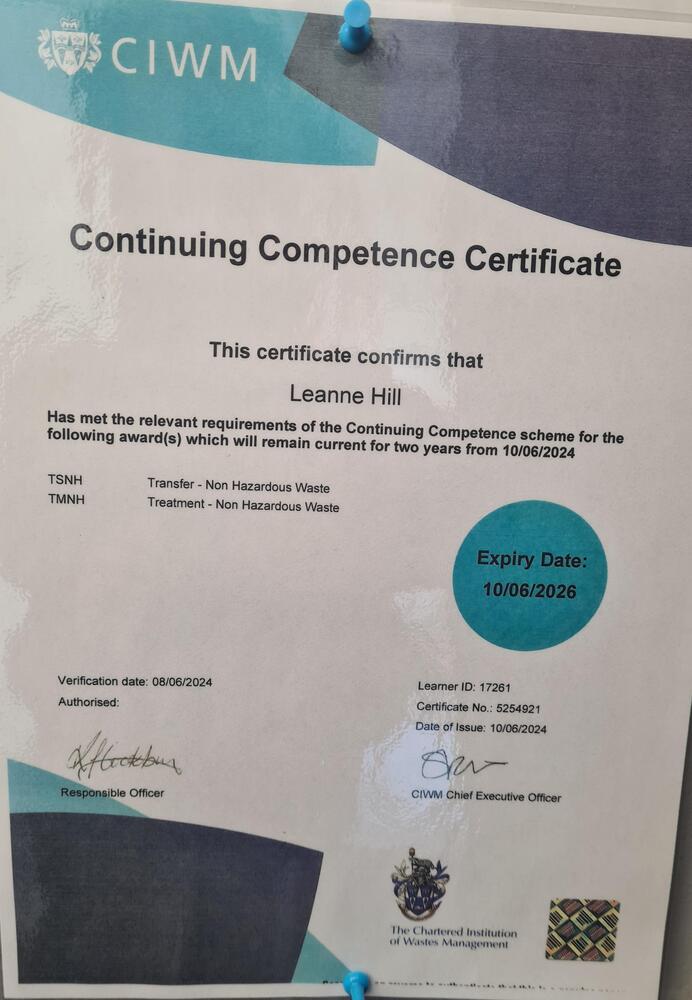 CIWM
Continuing Competence Certificate
This certificate confirms that
Leanne Hill
Has met the relevant requirements of the Continuing Competence scheme for the
following award(s) which will remain current for two years from 10/06/2024
TSNH Transfer - Non Hazardous Waste
TMNH Treatment - Non Hazardous Waste
Expiry Date:
10/06/2026
Verification date: 08/06/2024
Authorised:
Responsible Officer
Learner ID: 17261
Certificate No.: 5254921
Date of Issue: 10/06/2024
CIWM Chief Executive Officer
The Chartered Institution
of Wastes Management